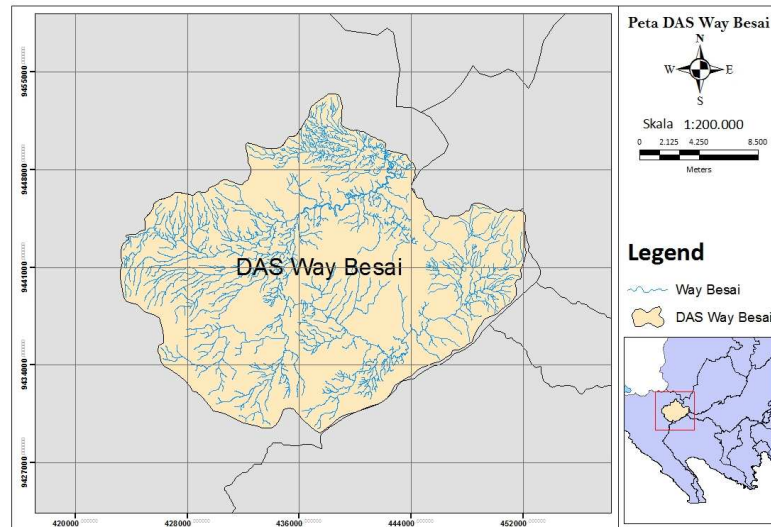 Peta DAS Way Besai
N
W E
S
Skala 1:200.000
0 2.125 4.250 8.500
Meters
Legend
Way Besai
DAS Way Besai
DAS Way Besai
9455000
9448000
9441000
9434000
9427000
420000 428000 436000 444000 452000